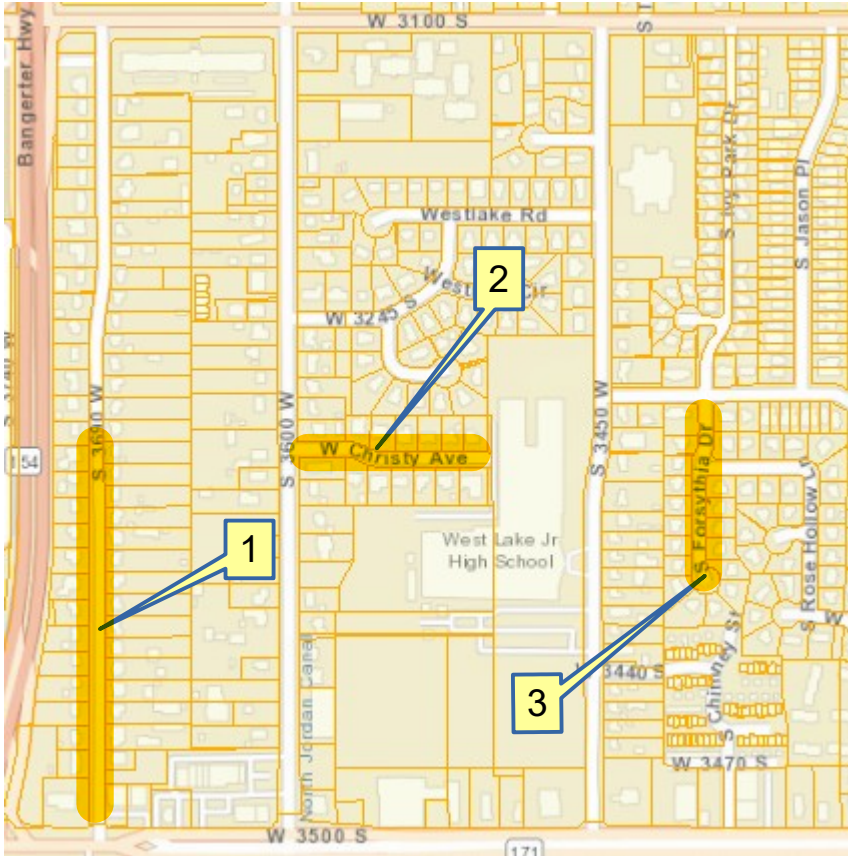 W 3100 S
S T
Bangerter Hwy
S Ivy Park Dr
S Jason Pl
Westlake Rd
2
W 3245 S
S 3740 W
S 3690 W
S 3600 W
S 3450 W
W Christy Ave
154
S Forsythia Dr
S Rose Hollow Ln
1
West Lake Jr
High School
W
3
3440 S
S Chimney St
North Jordan Canal
W 3470 S
W 3500 S
171